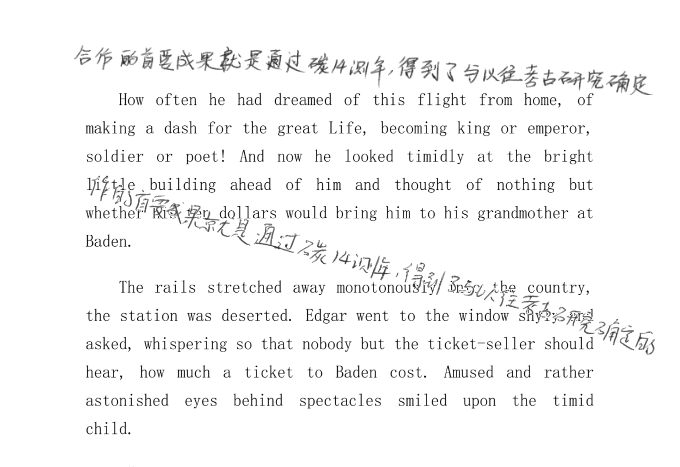 合作的首要成果就是通过碳14测年,得到了与以往考古研究确定
How often he had dreamed of this flight from home, of
making a dash for the great Life, becoming king or emperor,
soldier or poet! And now he looked timidly at the bright
little building ahead of him and thought of nothing but
作的首要成果就是通过碳14测年,得到了与以往考古研究确定的
whether his dollars would bring him to his grandmother at
Baden.
The rails stretched away monotonously into the country,
the station was deserted. Edgar went to the window shyly and
asked, whispering so that nobody but the ticket-seller should
hear, how much a ticket to Baden cost. Amused and rather
astonished eyes behind spectacles smiled upon the timid
child.